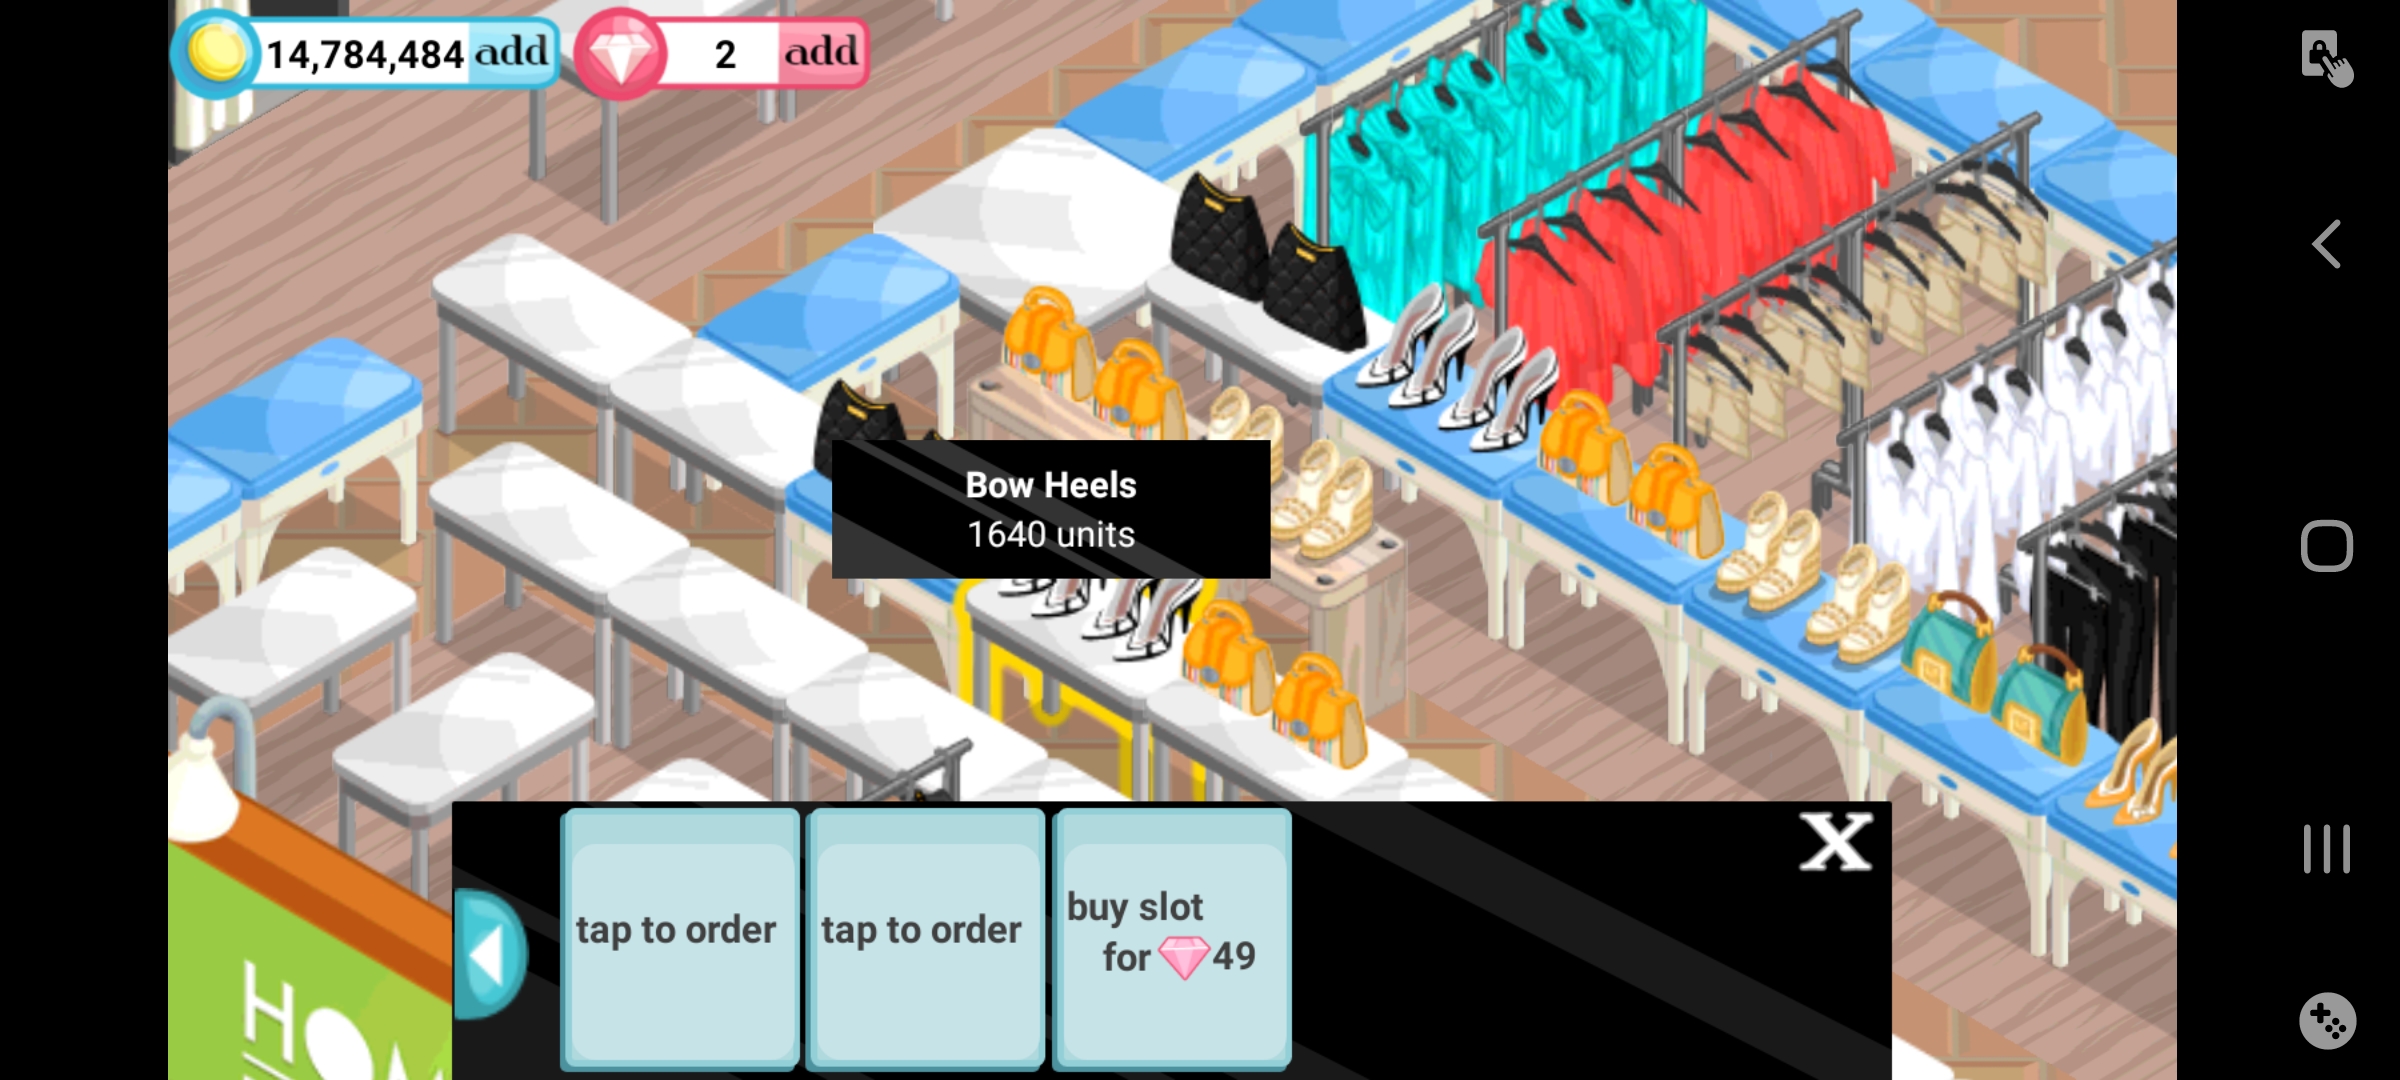 14,784,484 add 2 add
Bow Heels
1640 units
X
tap to order
tap to order
buy slot
for 49